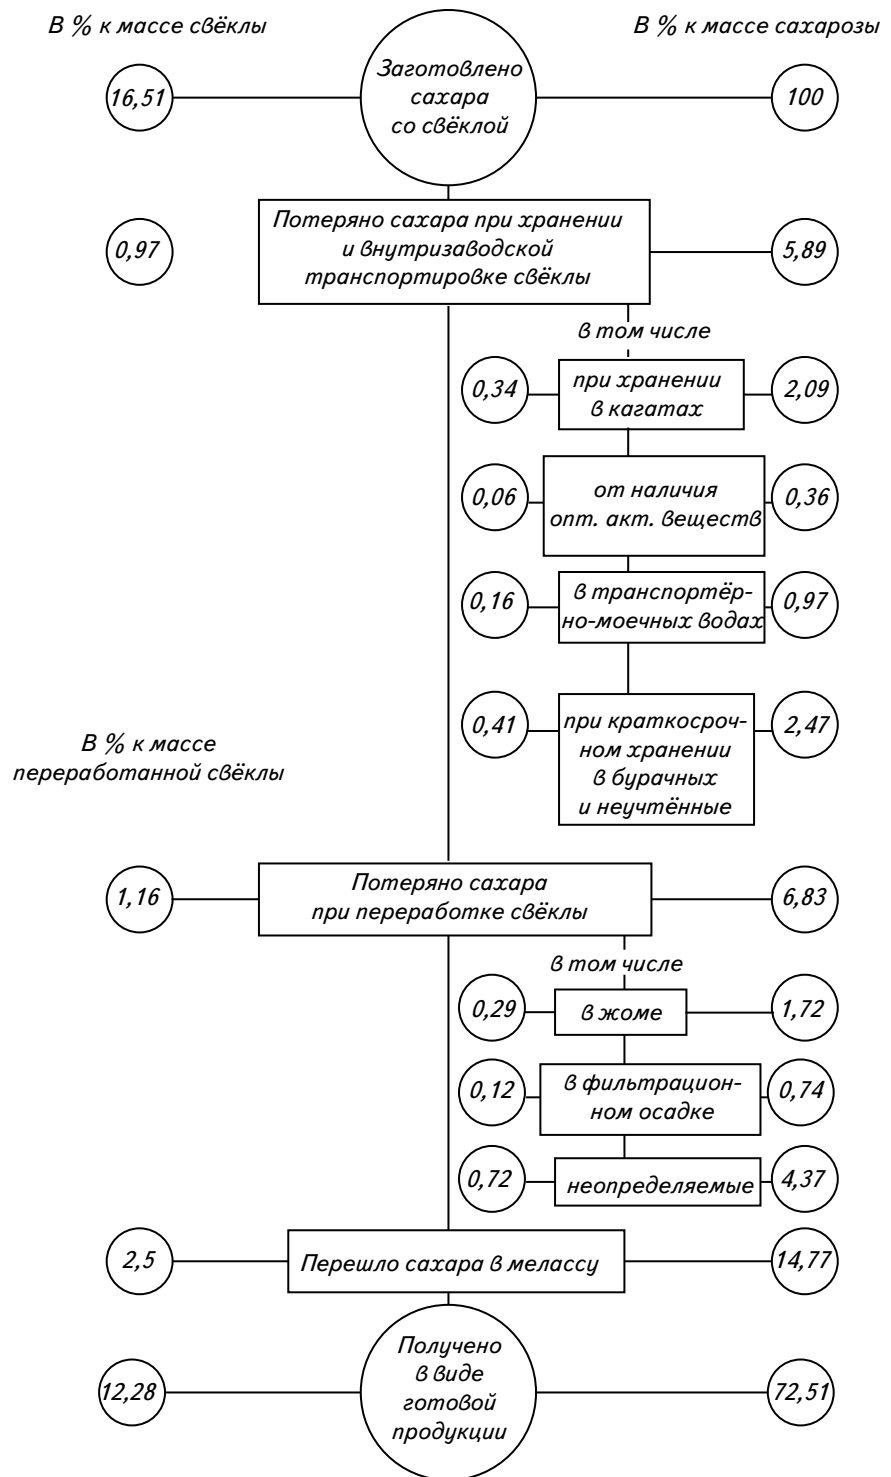 В % к массе свёклы
В % к массе сахарозы
Заготовлено
сахара
со свёклой
16,51
100
Потеряно сахара при хранении
и внутризаводской
транспортировке свёклы
0,97
5,89
в том числе
0,34
при хранении
в кагатах
2,09
0,06
от наличия
опт. акт. веществ
0,36
0,16
в транспортёр-
но-моечных водах
0,97
0,41
при краткосроч-
ном хранении
в бурачных
и неучтённые
2,47
В % к массе
переработанной свёклы
1,16
Потеряно сахара
при переработке свёклы
6,83
в том числе
0,29
в жоме
1,72
0,12
в фильтрацион-
ном осадке
0,74
0,72
неопределяемые
4,37
2,5
Перешло сахара в мелассу
14,77
12,28
Получено
в виде
готовой
продукции
72,51